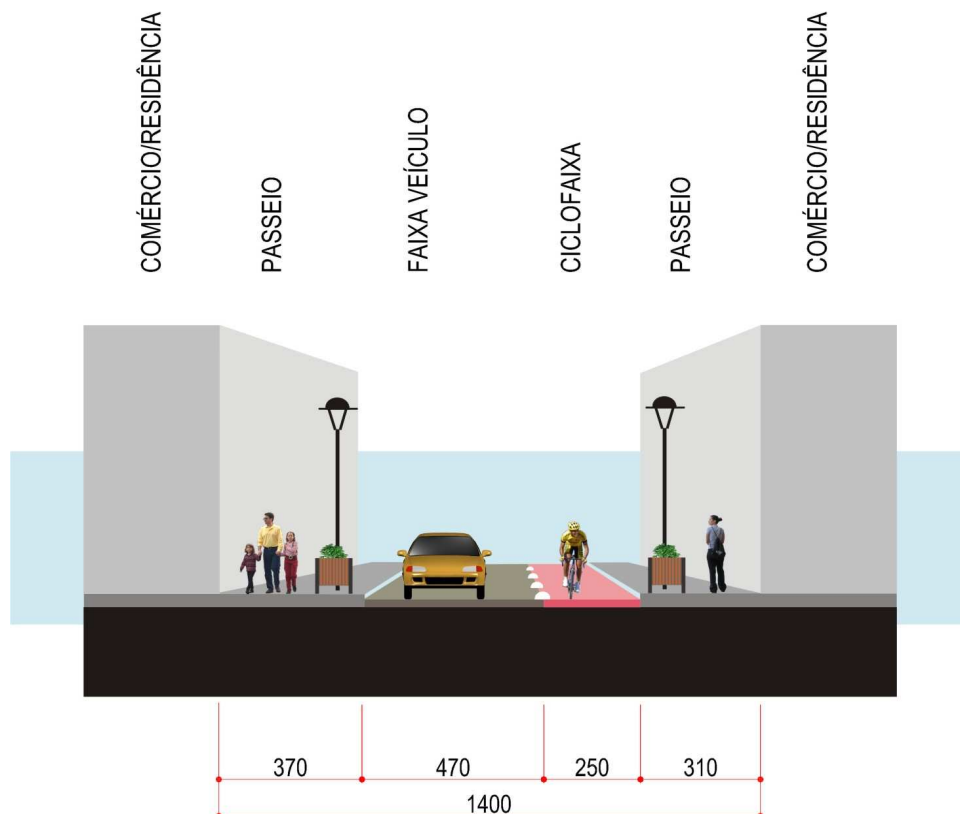 COMÉRCIO/RESIDÊNCIA
PASSEIO
FAIXA VEÍCULO
CICLOFAIXA
PASSEIO
COMÉRCIO/RESIDÊNCIA
370
470
250
310
1400